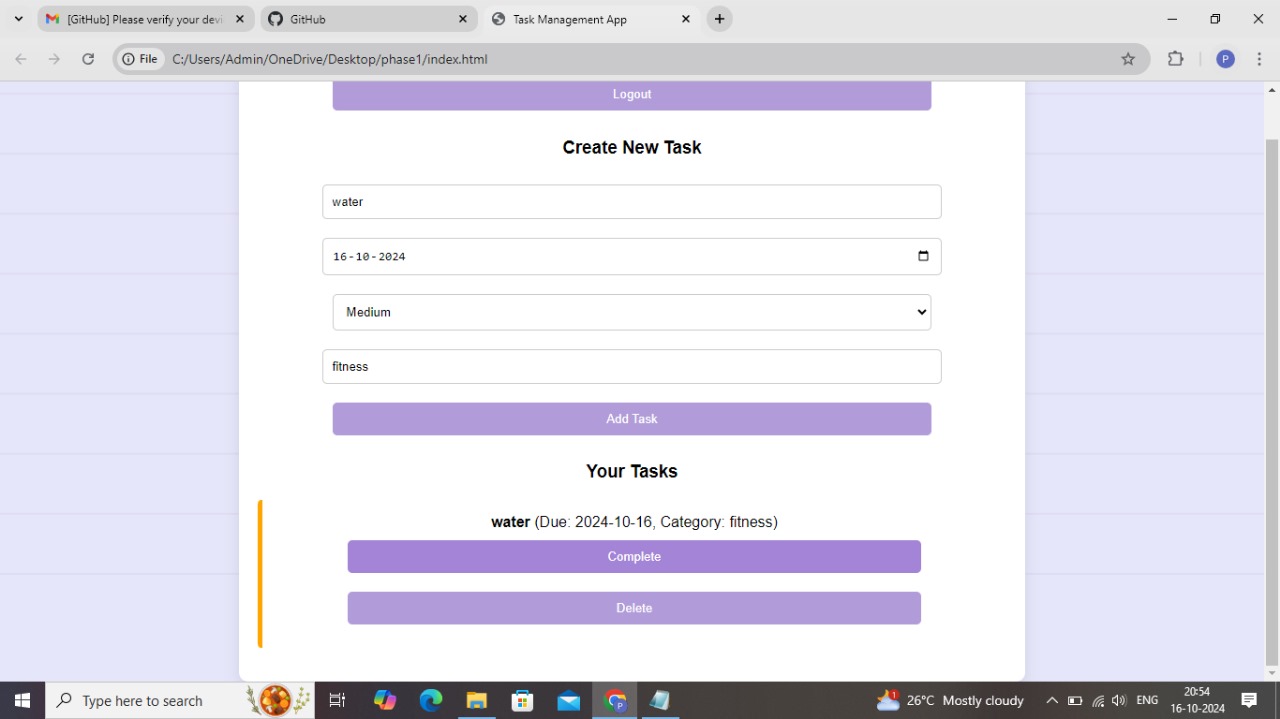 [GitHub] Please verify your devi
GitHub
Task Management App
File
C:/Users/Admin/OneDrive/Desktop/phase1/index.html
P
Logout
Create New Task
water
16-10-2024
Medium
fitness
Add Task
Your Tasks
water (Due: 2024-10-16, Category: fitness)
Complete
Delete
Type here to search
P
1
26°C Mostly cloudy
ENG
20:54
16-10-2024